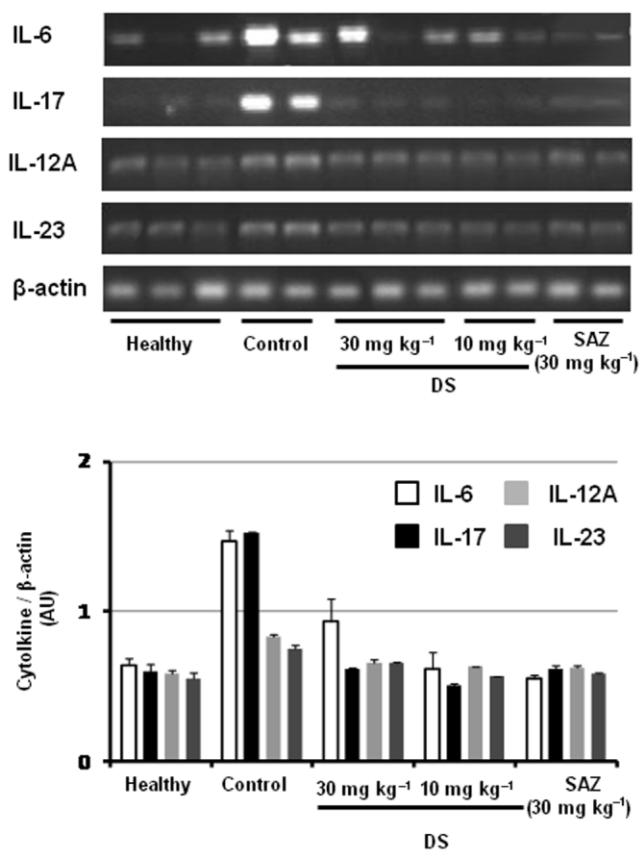 IL-6
IL-17
IL-12A
IL-23
β-actin
Healthy Control 30 mg kg⁻¹ 10 mg kg⁻¹ SAZ
(30 mg kg⁻¹)
DS
2
IL-6 IL-12A
IL-17 IL-23
Cytolkine / β-actin
(AU)
1
0
Healthy Control 30 mg kg⁻¹ 10 mg kg⁻¹ SAZ
(30 mg kg⁻¹)
DS